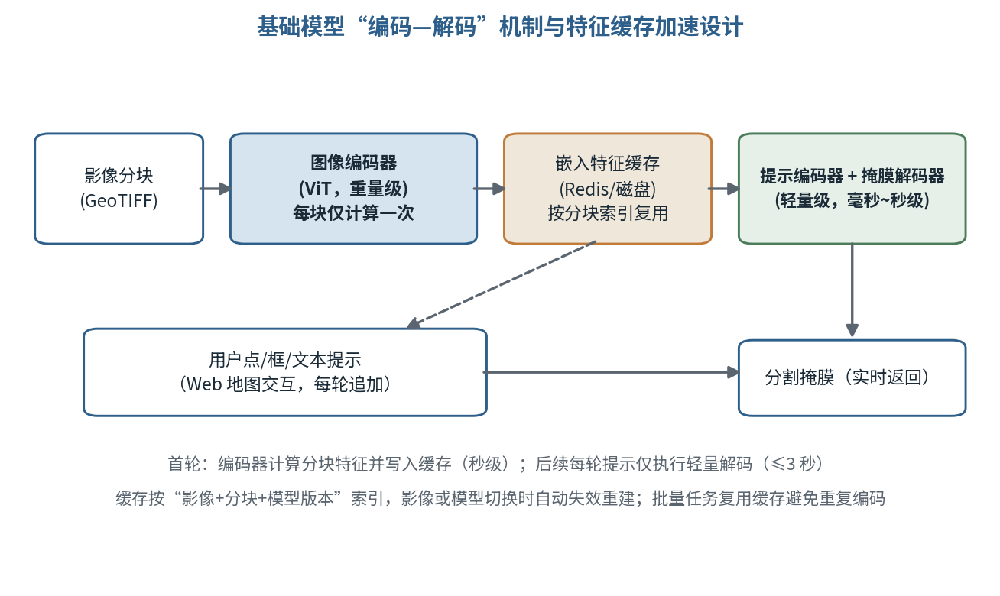 基础模型“编码—解码”机制与特征缓存加速设计
影像分块
(GeoTIFF)
图像编码器
(ViT，重量级)
每块仅计算一次
嵌入特征缓存
(Redis/磁盘)
按分块索引复用
提示编码器 + 掩膜解码器
(轻量级，毫秒~秒级)
用户点/框/文本提示
（Web 地图交互，每轮追加）
分割掩膜（实时返回）
首轮：编码器计算分块特征并写入缓存（秒级）；后续每轮提示仅执行轻量解码（≤3 秒）
缓存按“影像+分块+模型版本”索引，影像或模型切换时自动失效重建；批量任务复用缓存避免重复编码